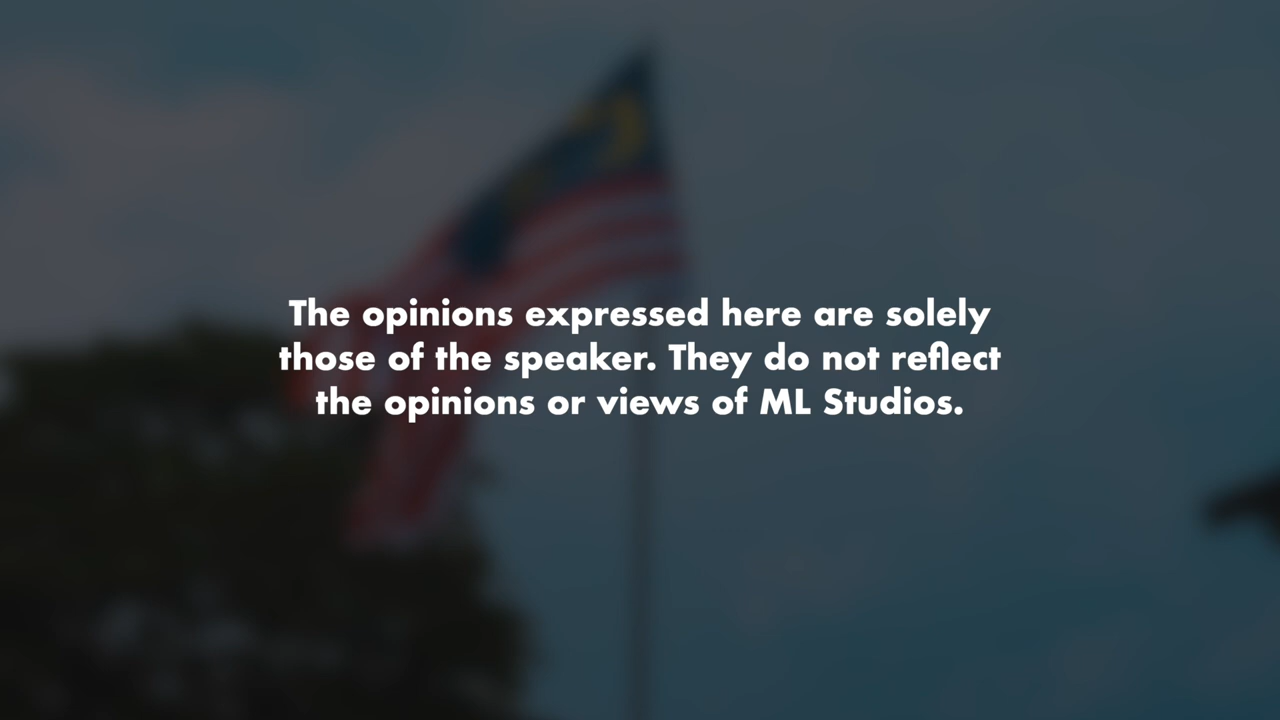 The opinions expressed here are solely
those of the speaker. They do not reflect
the opinions or views of ML Studios.